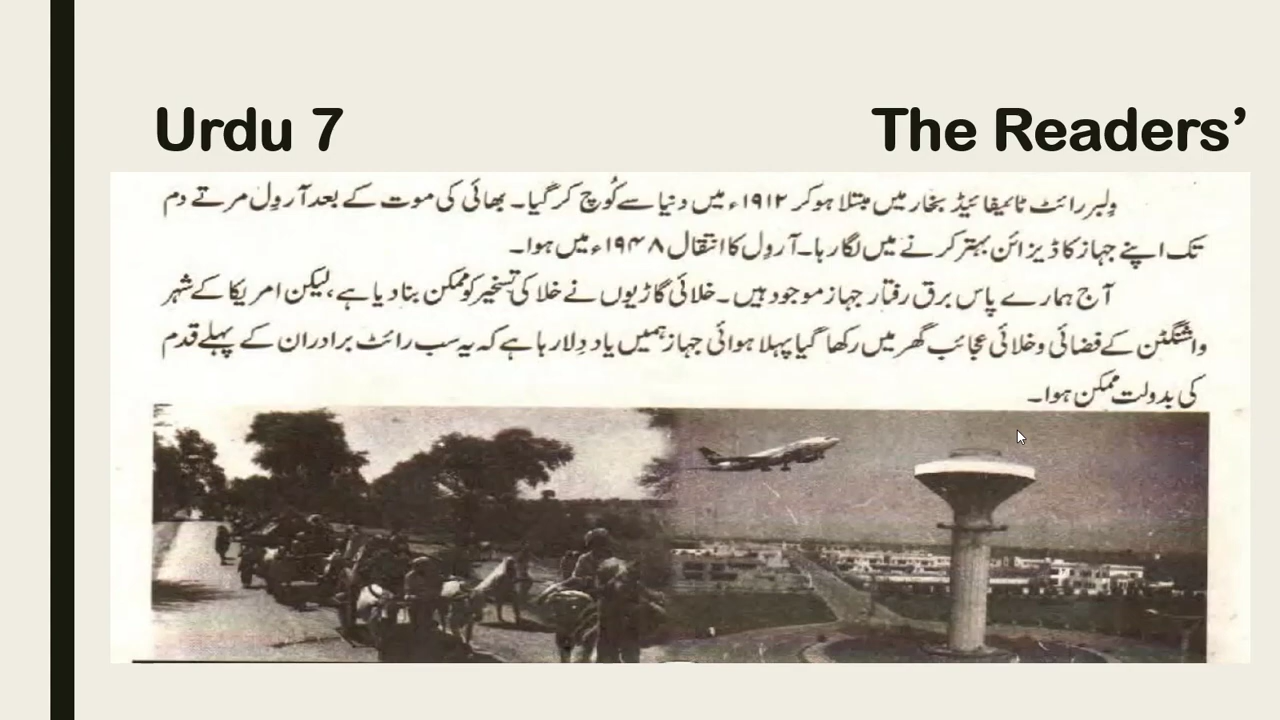 Urdu 7
The Readers’
وِلبر رائٹ ٹائیفائیڈ بخار میں مبتلا ہو کر ۱۹۱۲ء میں دنیا سے کُوچ کر گیا۔ بھائی کی موت کے بعد آرول مرتے دم
تک اپنے جہاز کا ڈیزائن بہتر کرنے میں لگا رہا۔ آرول کا انتقال ۱۹۴۸ء میں ہوا۔
آج ہمارے پاس برق رفتار جہاز موجود ہیں۔ خلائی گاڑیوں نے خلا کی تسخیر کو ممکن بنا دیا ہے، لیکن امریکا کے شہر
واشنگٹن کے فضائی و خلائی عجائب گھر میں رکھا گیا پہلا ہوائی جہاز ہمیں یاد دِلا رہا ہے کہ یہ سب رائٹ برادران کے پہلے قدم
کی بدولت ممکن ہوا۔